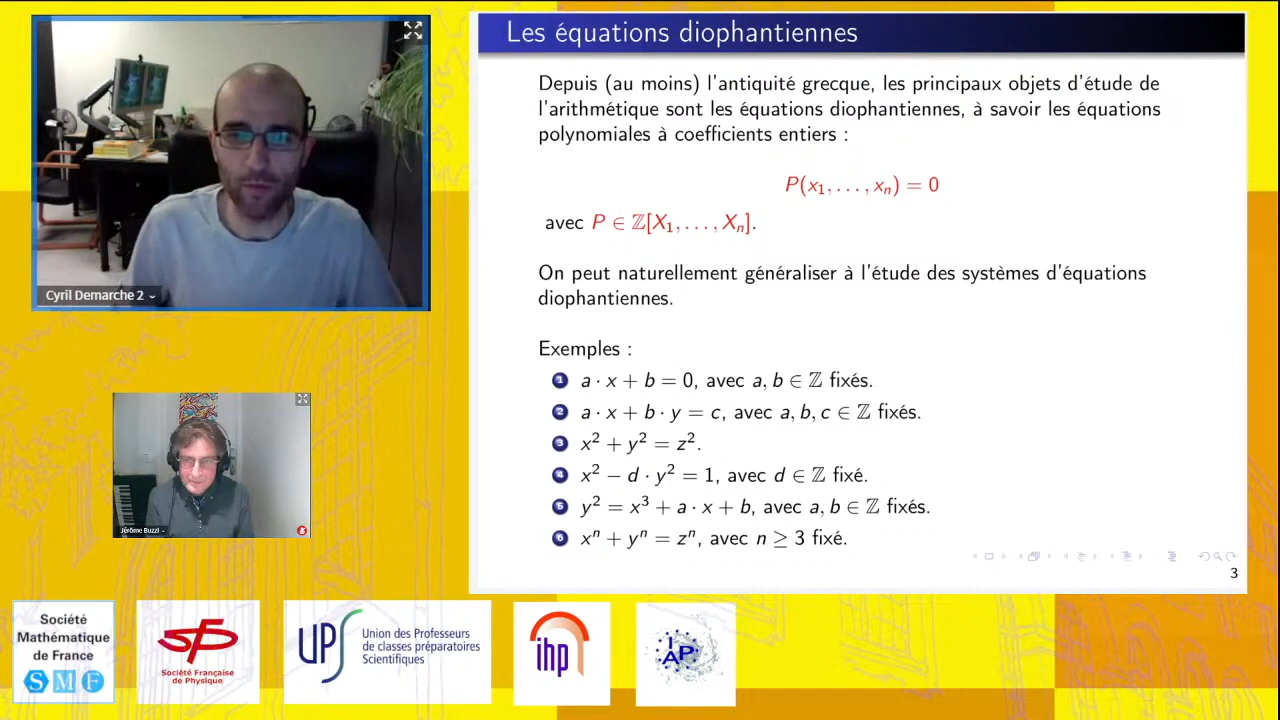 Les équations diophantiennes
Depuis (au moins) l'antiquité grecque, les principaux objets d'étude de
l'arithmétique sont les équations diophantiennes, à savoir les équations
polynomiales à coefficients entiers :
P(x₁, . . . , xₙ) = 0
avec P ∈ ℤ[X₁, . . . , Xₙ].
On peut naturellement généraliser à l'étude des systèmes d'équations
diophantiennes.
Exemples :
1 a · x + b = 0, avec a, b ∈ ℤ fixés.
2 a · x + b · y = c, avec a, b, c ∈ ℤ fixés.
3 x² + y² = z².
4 x² − d · y² = 1, avec d ∈ ℤ fixé.
5 y² = x³ + a · x + b, avec a, b ∈ ℤ fixés.
6 xⁿ + yⁿ = zⁿ, avec n ≥ 3 fixé.
3
Cyril Demarche 2
Jérôme Buzzi
Société
Mathématique
de France
SMF
sfp
Société Française
de Physique
UPS
Union des Professeurs
de classes préparatoires
Scientifiques
ihp
IAP